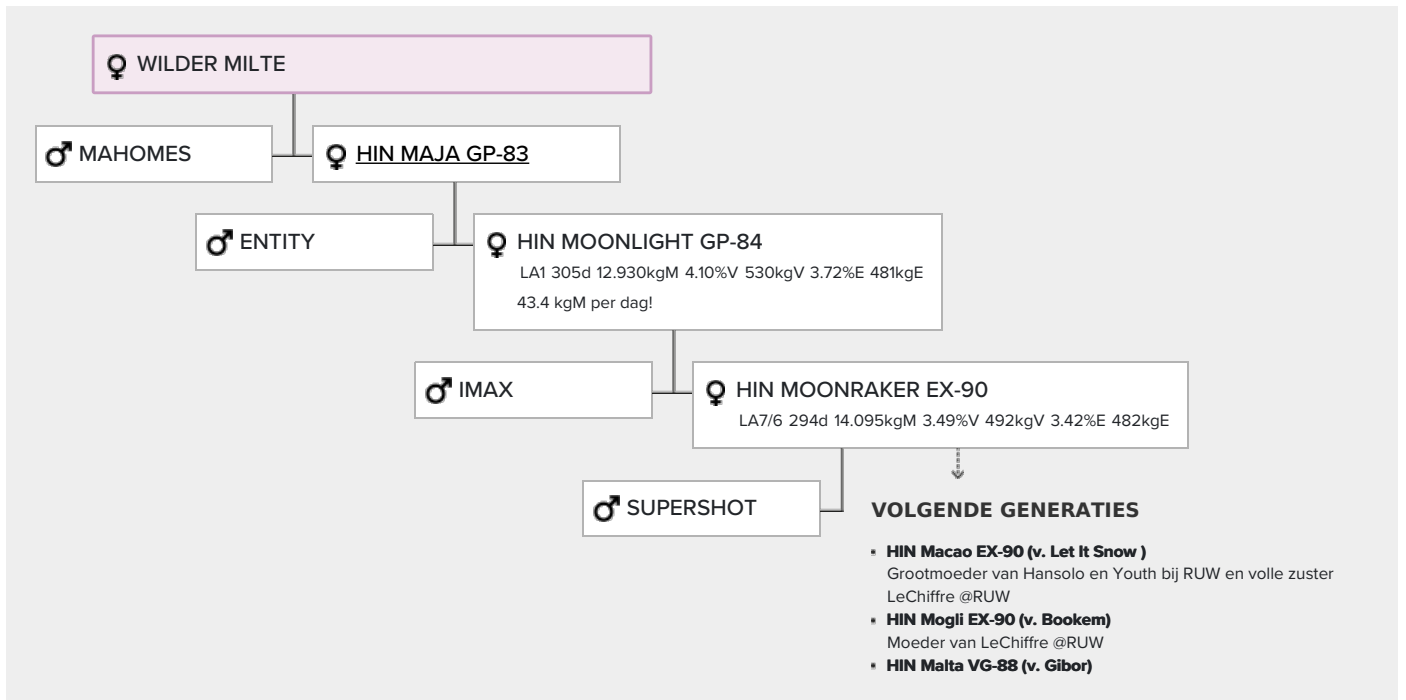 WILDER MILTE
MAHOMES
HIN MAJA GP-83
ENTITY
HIN MOONLIGHT GP-84
LA1 305d 12.930kgM 4.10%V 530kgV 3.72%E 481kgE
43.4 kgM per dag!
IMAX
HIN MOONRAKER EX-90
LA7/6 294d 14.095kgM 3.49%V 492kgV 3.42%E 482kgE
SUPERSHOT
VOLGENDE GENERATIES
HIN Macao EX-90 (v. Let It Snow )
Grootmoeder van Hansolo en Youth bij RUW en volle zuster
LeChiffre @RUW
HIN Mogli EX-90 (v. Bookem)
Moeder van LeChiffre @RUW
HIN Malta VG-88 (v. Gibor)